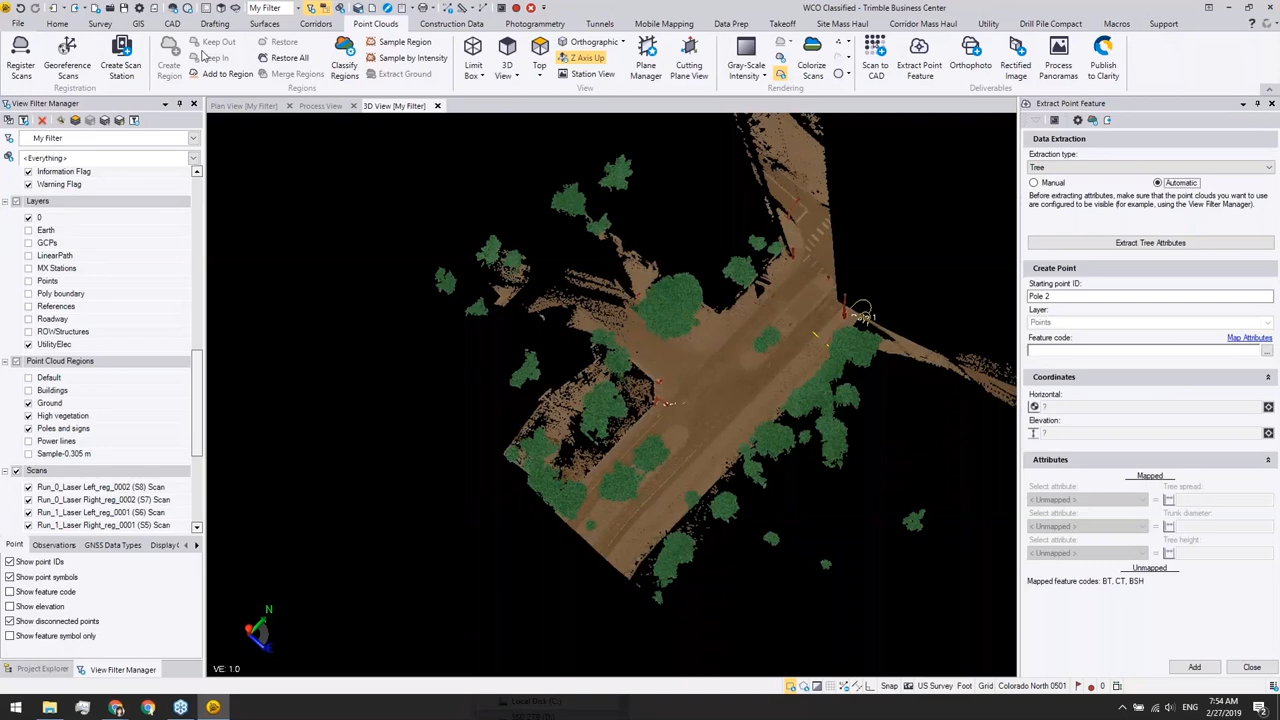 My Filter
WCO Classified - Trimble Business Center
File Home Survey GIS CAD Drafting Surfaces Corridors Point Clouds Construction Data Photogrammetry Tunnels Mobile Mapping Data Prep Takeoff Site Mass Haul Corridor Mass Haul Utility Drill Pile Compact Macros Support
Register Scans
Georeference Scans
Create Scan Station
Registration
Create Region
Keep Out
Keep In
Add to Region
Restore
Restore All
Merge Regions
Regions
Classify Regions
Sample Region
Sample by Intensity
Extract Ground
Limit Box
3D View
Top
Orthographic
Z Axis Up
Station View
View
Plane Manager
Cutting Plane View
Gray-Scale Intensity
Colorize Scans
Rendering
Scan to CAD
Extract Point Feature
Orthophoto
Rectified Image
Process Panoramas
Publish to Clarity
Deliverables
View Filter Manager
My Filter
<Everything>
Information Flag
Warning Flag
Layers
0
Earth
GCPs
LinearPath
MX Stations
Points
Poly boundary
References
Roadway
ROWStructures
UtilityElec
Point Cloud Regions
Default
Buildings
Ground
High vegetation
Poles and signs
Power lines
Sample-0.305 m
Scans
Run_0_Laser Left_reg_0002 (S8) Scan
Run_0_Laser Right_reg_0002 (S7) Scan
Run_1_Laser Left_reg_0001 (S6) Scan
Run_1_Laser Right_reg_0001 (S5) Scan
Point Observations GNSS Data Types Display
Show point IDs
Show point symbols
Show feature code
Show elevation
Show disconnected points
Show feature symbol only
Project Explorer View Filter Manager
Plan View [My Filter] Process View 3D View [My Filter]
N
VE: 1.0
Extract Point Feature
Data Extraction
Extraction type:
Tree
Manual Automatic
Before extracting attributes, make sure that the point clouds you want to use
are configured to be visible (for example, using the View Filter Manager).
Extract Tree Attributes
Create Point
Starting point ID:
Pole 2
Layer:
Points
Feature code: Map Attributes
...
Coordinates
Horizontal:
?
Elevation:
?
Attributes
Mapped
Select attribute: Tree spread:
< Unmapped > =
Select attribute: Trunk diameter:
< Unmapped > =
Select attribute: Tree height:
< Unmapped > =
Unmapped
Mapped feature codes: BT, CT, BSH
Add Close
Snap US Survey Foot Grid Colorado North 0501 0
Local Disk (C:)
ENG 7:54 AM
2/27/2019